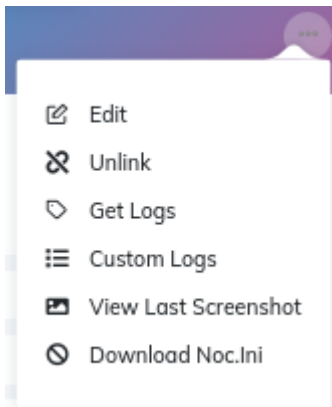 Edit
Unlink
Get Logs
Custom Logs
View Last Screenshot
Download Noc.Ini